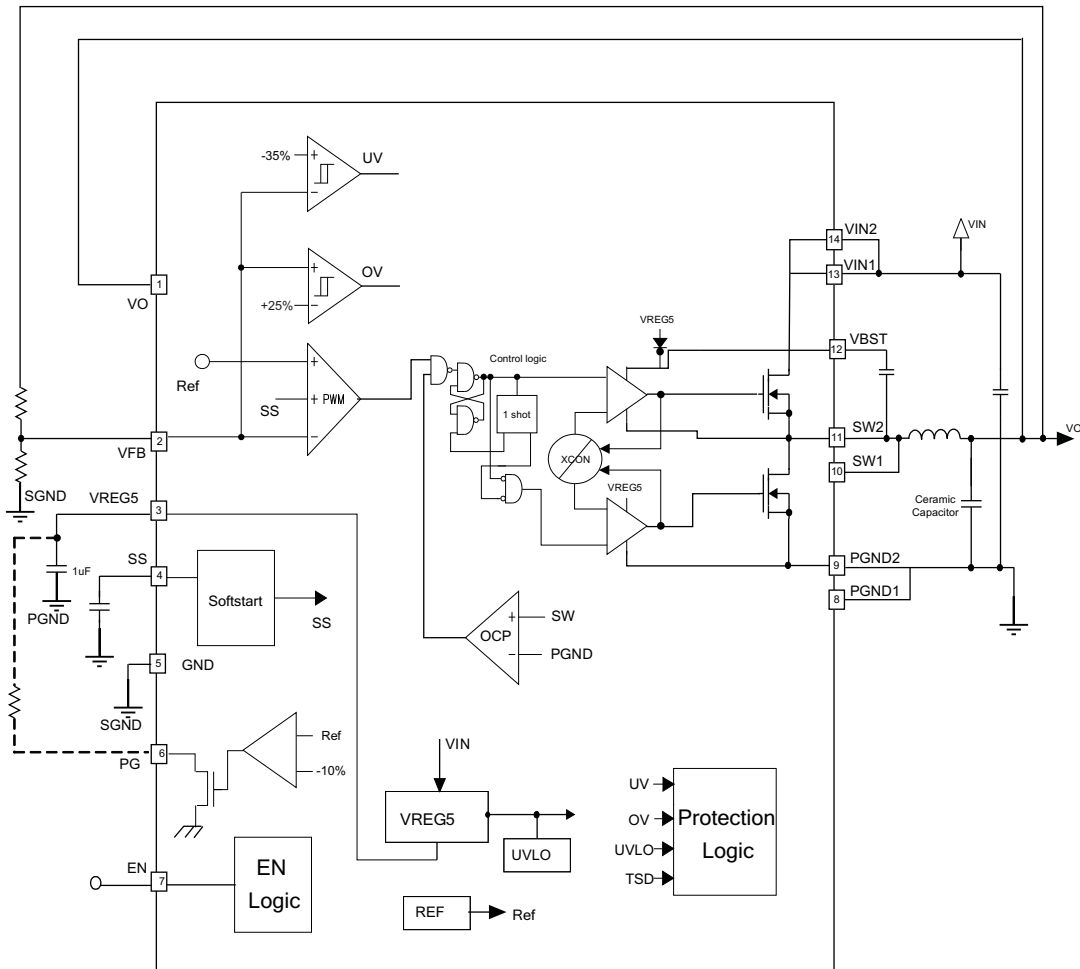 -35%
+
−
UV
+
−
+25%
OV
1
VO
Ref
SS
+
+
−
PWM
2
VFB
SGND
VREG5
3
1uF
PGND
SS
4
Softstart
SS
5
GND
SGND
6
PG
Ref
-10%
EN
7
EN
Logic
Control logic
1 shot
VREG5
XCON
VREG5
OCP
+
−
SW
PGND
VIN
VREG5
UVLO
REF
Ref
UV
OV
UVLO
TSD
Protection
Logic
14
VIN2
13
VIN1
VIN
12
VBST
11
SW2
10
SW1
VO
Ceramic
Capacitor
9
PGND2
8
PGND1